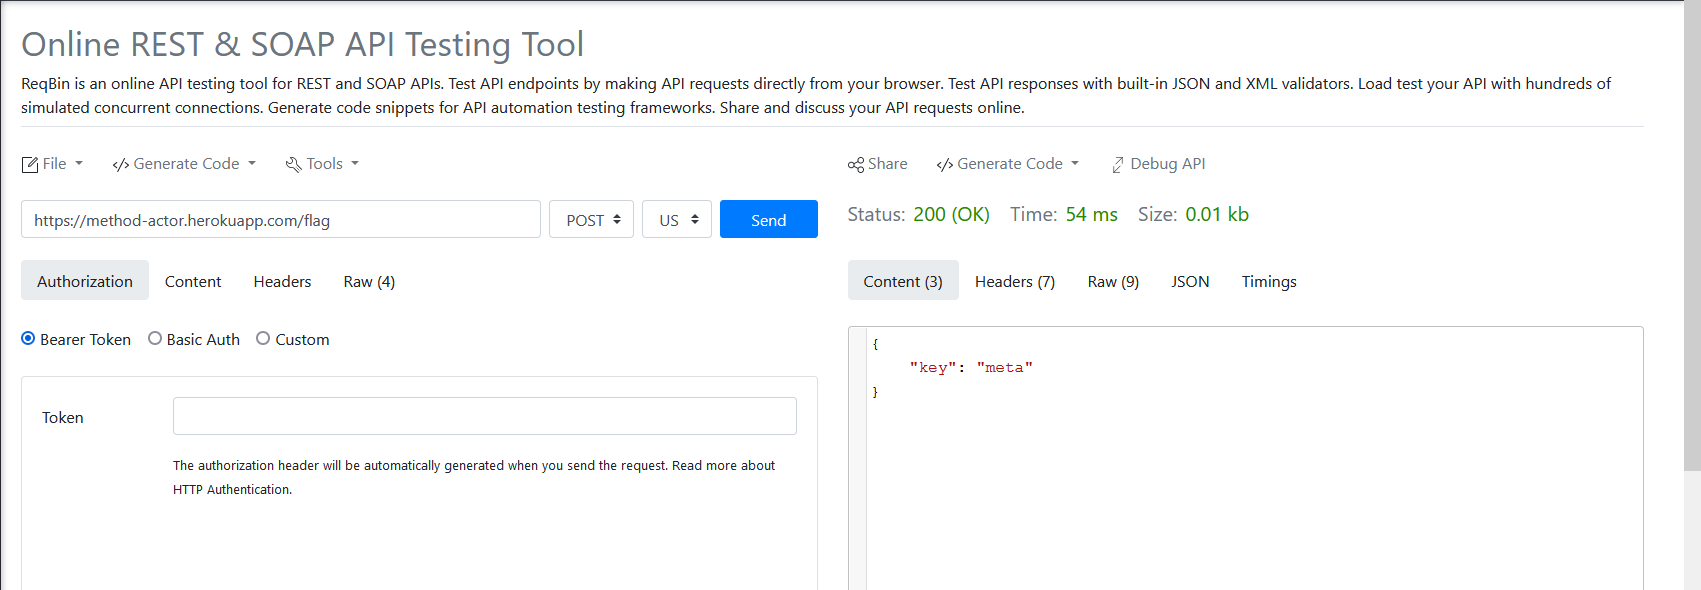 Online REST & SOAP API Testing Tool
ReqBin is an online API testing tool for REST and SOAP APIs. Test API endpoints by making API requests directly from your browser. Test API responses with built-in JSON and XML validators. Load test your API with hundreds of
simulated concurrent connections. Generate code snippets for API automation testing frameworks. Share and discuss your API requests online.
File </> Generate Code Tools
Share </> Generate Code Debug API
https://method-actor.herokuapp.com/flag POST US Send
Status: 200 (OK) Time: 54 ms Size: 0.01 kb
Authorization Content Headers Raw (4)
Content (3) Headers (7) Raw (9) JSON Timings
Bearer Token Basic Auth Custom
Token
The authorization header will be automatically generated when you send the request. Read more about
HTTP Authentication.
{
"key": "meta"
}